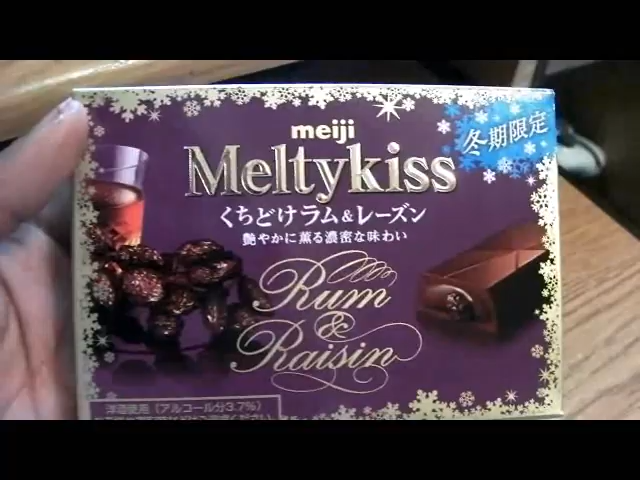 meiji
Meltykiss
冬期限定
くちどけラム&レーズン
艶やかに薫る濃密な味わい
Rum
&
Raisin
洋酒使用(アルコール分3.7%)